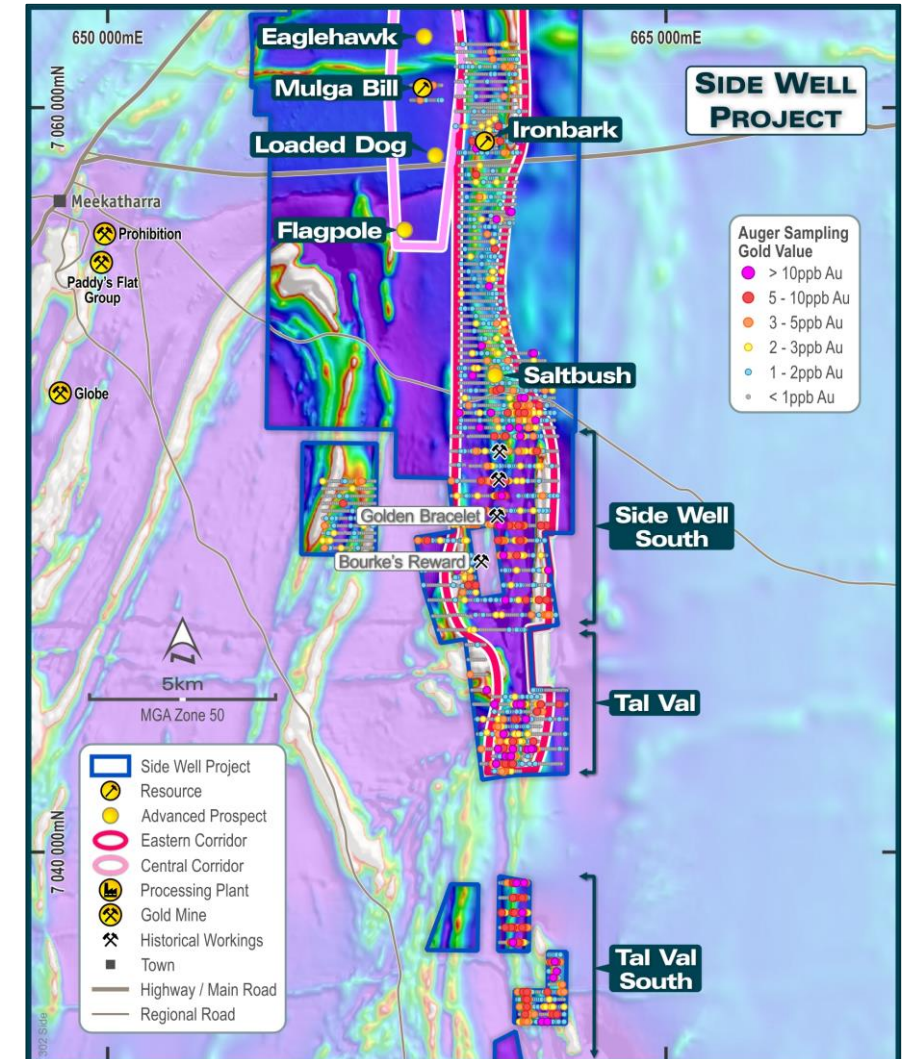 650 000mE
665 000mE
7 060 000mN
7 040 000mN
SIDE WELL
PROJECT
Eaglehawk
Mulga Bill
Ironbark
Loaded Dog
Meekatharra
Prohibition
Paddy's Flat
Group
Flagpole
Globe
Saltbush
Auger Sampling
Gold Value
> 10ppb Au
5 - 10ppb Au
3 - 5ppb Au
2 - 3ppb Au
1 - 2ppb Au
< 1ppb Au
Golden Bracelet
Bourke's Reward
Side Well
South
Tal Val
Tal Val
South
N
5km
MGA Zone 50
Side Well Project
Resource
Advanced Prospect
Eastern Corridor
Central Corridor
Processing Plant
Gold Mine
Historical Workings
Town
Highway / Main Road
Regional Road
302 Side